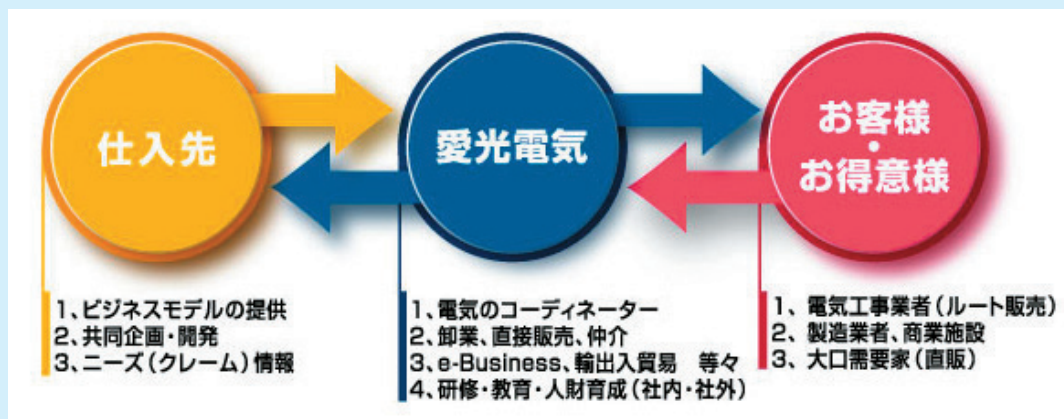 仕入先
愛光電気
お客様
・
お得意様
1、ビジネスモデルの提供
2、共同企画・開発
3、ニーズ(クレーム)情報
1、電気のコーディネーター
2、卸業、直接販売、仲介
3、e-Business、輸出入貿易 等々
4、研修・教育・人財育成(社内・社外)
1、電気工事業者(ルート販売)
2、製造業者、商業施設
3、大口需要家(直販)